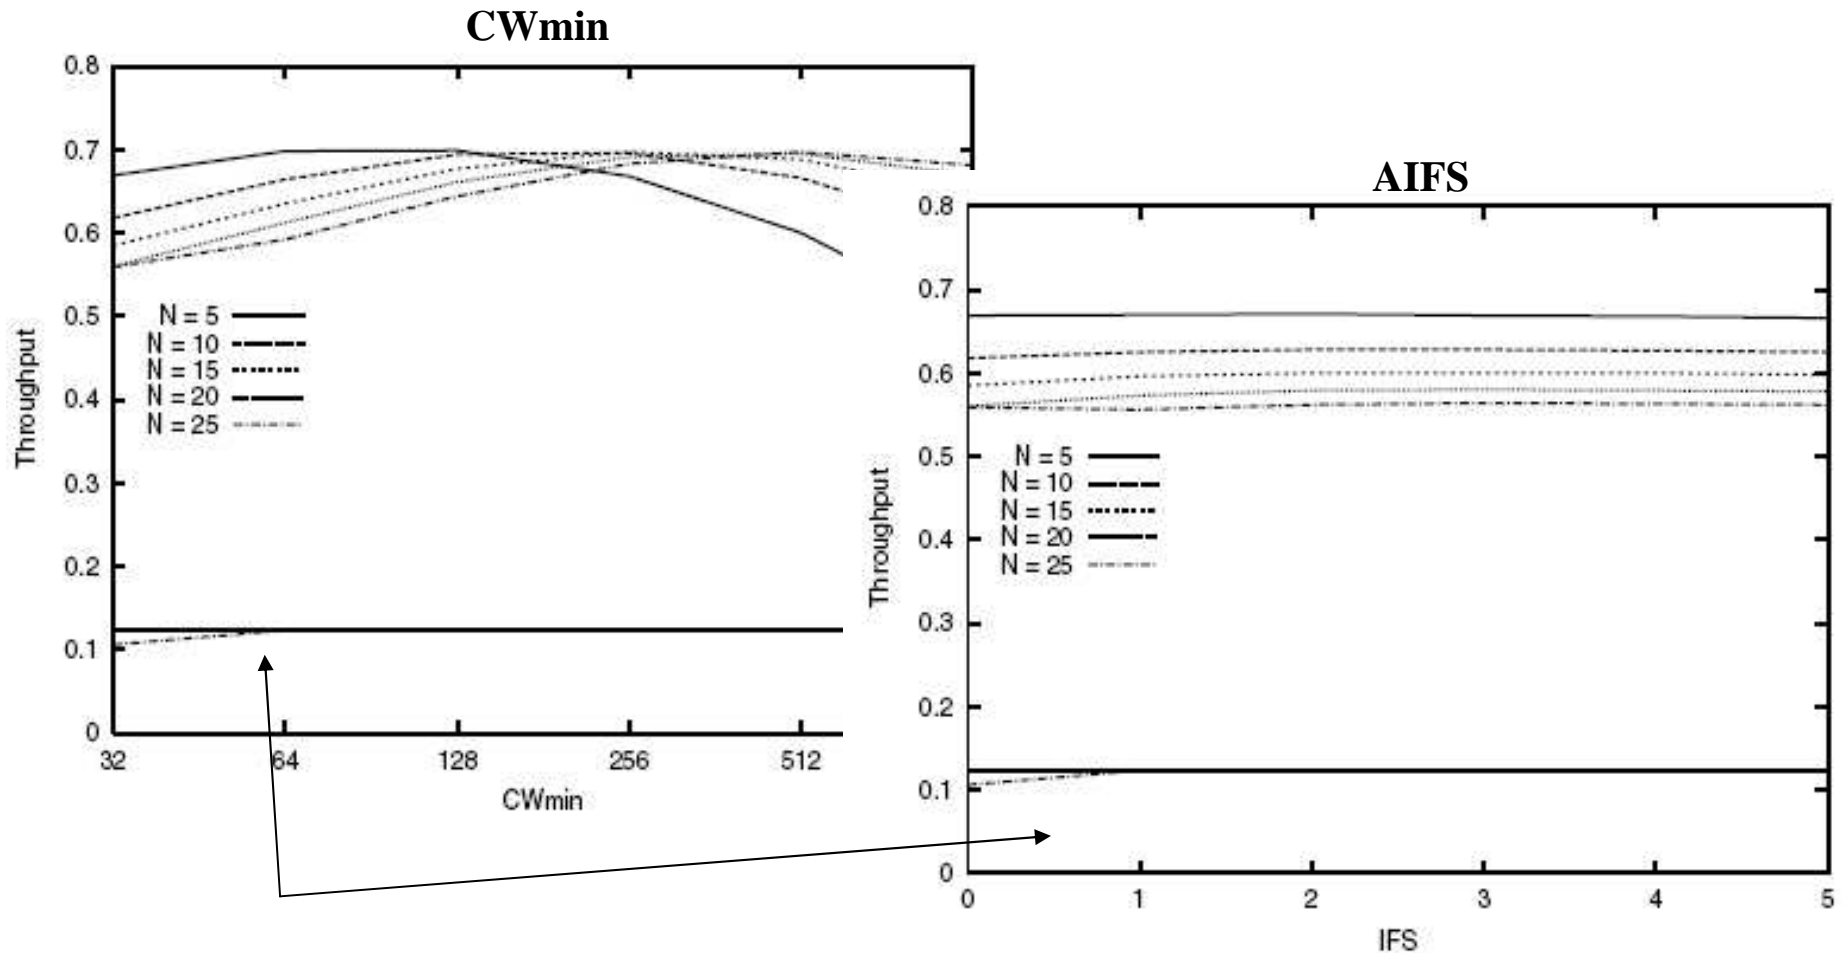 CWmin
0.8
0.7
0.6
0.5
0.4
0.3
0.2
0.1
0
Throughput
N = 5
N = 10
N = 15
N = 20
N = 25
32 64 128 256 512
CWmin
AIFS
0.8
0.7
0.6
0.5
0.4
0.3
0.2
0.1
0
Throughput
N = 5
N = 10
N = 15
N = 20
N = 25
0 1 2 3 4 5
IFS